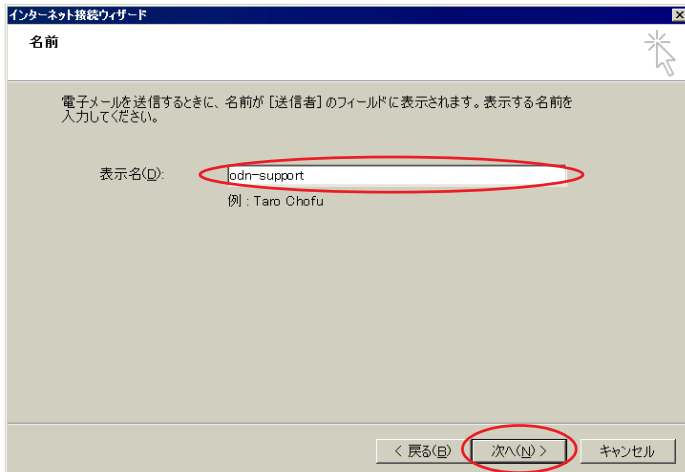 インターネット接続ウィザード
名前
電子メールを送信するときに、名前が [送信者] のフィールドに表示されます。表示する名前を
入力してください。
表示名(D): odn-support
例 : Taro Chofu
< 戻る(B) 次へ(N) > キャンセル